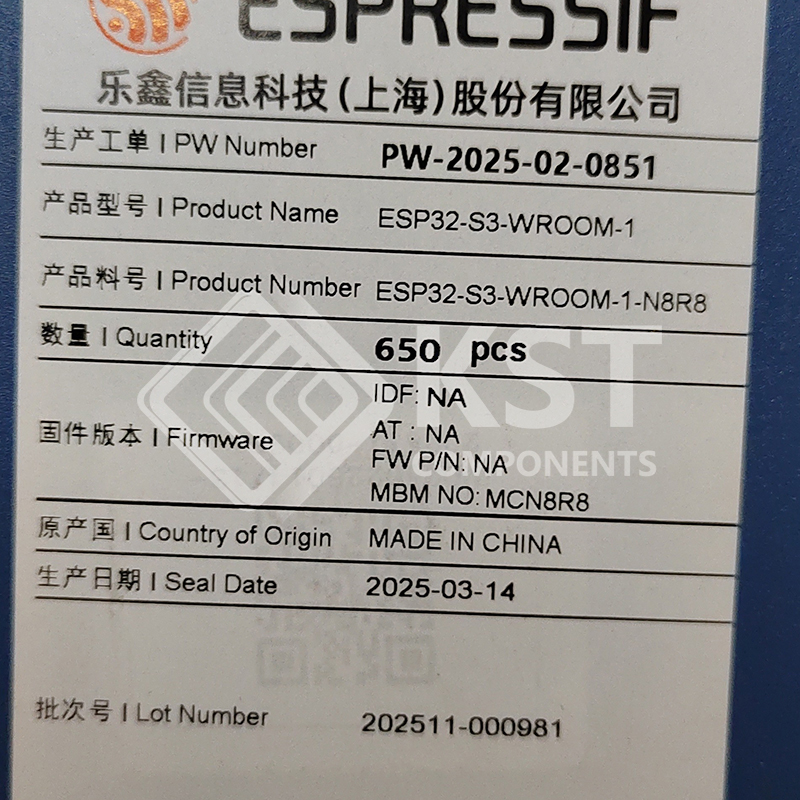 ESPRESSIF
乐鑫信息科技(上海)股份有限公司
生产工单 | PW Number PW-2025-02-0851
产品型号 | Product Name ESP32-S3-WROOM-1
产品料号 | Product Number ESP32-S3-WROOM-1-N8R8
数量 | Quantity 650 pcs
KST
COMPONENTS
固件版本 | Firmware
IDF: NA
AT : NA
FW P/N: NA
MBM NO: MCN8R8
原产国 | Country of Origin MADE IN CHINA
生产日期 | Seal Date 2025-03-14
批次号 | Lot Number 202511-000981